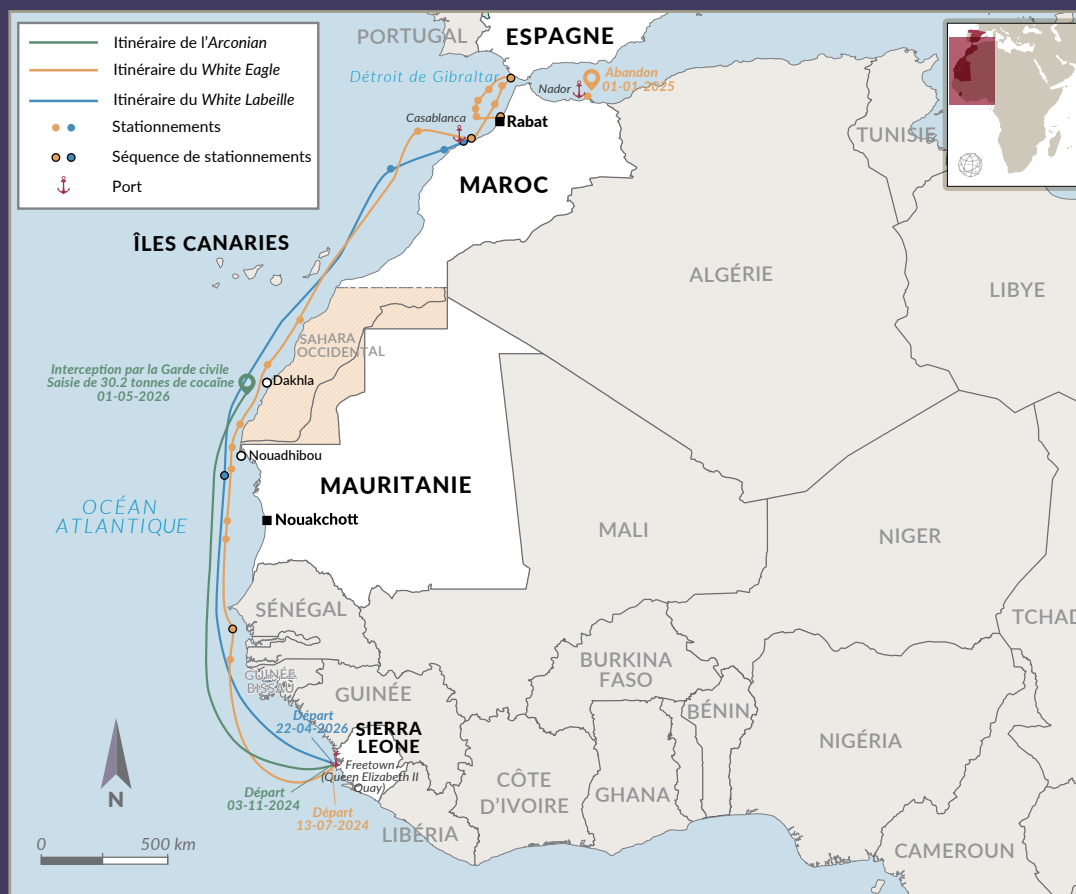 Itinéraire de l'Arconian
Itinéraire du White Eagle
Itinéraire du White Labeille
Stationnements
Séquence de stationnements
Port
PORTUGAL
ESPAGNE
Détroit de Gibraltar
Nador
Abandon
01-01-2025
Casablanca
Rabat
TUNISIE
MAROC
ÎLES CANARIES
ALGÉRIE
LIBYE
SAHARA
OCCIDENTAL
Interception par la Garde civile
Saisie de 30.2 tonnes de cocaïne
01-05-2026
Dakhla
Nouadhibou
MAURITANIE
OCÉAN
ATLANTIQUE
Nouakchott
MALI
NIGER
SÉNÉGAL
TCHAD
BURKINA
FASO
GUINÉE
BISSAU
GUINÉE
BÉNIN
Départ
22-04-2026
SIERRA
LEONE
NIGÉRIA
Freetown
(Queen Elizabeth II
Quay)
CÔTE
D'IVOIRE
GHANA
Départ
03-11-2024
Départ
13-07-2024
LIBÉRIA
CAMEROUN
N
0
500 km